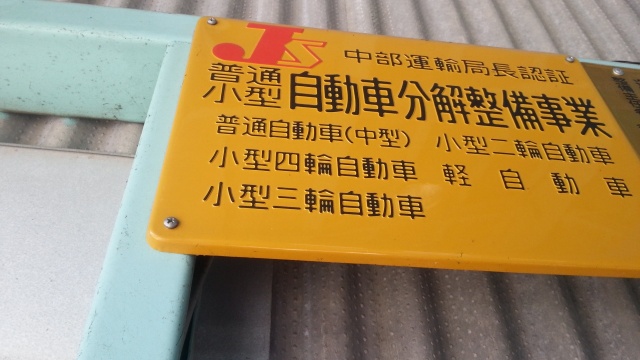 JS 中部運輸局長認証
普通
小型 自動車分解整備事業
普通自動車(中型) 小型二輪自動車
小型四輪自動車 軽自動車
小型三輪自動車